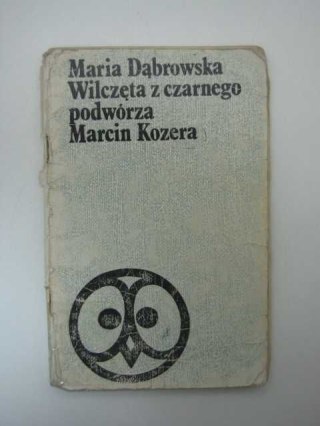 Maria Dąbrowska
Wilczęta z czarnego
podwórza
Marcin Kozera